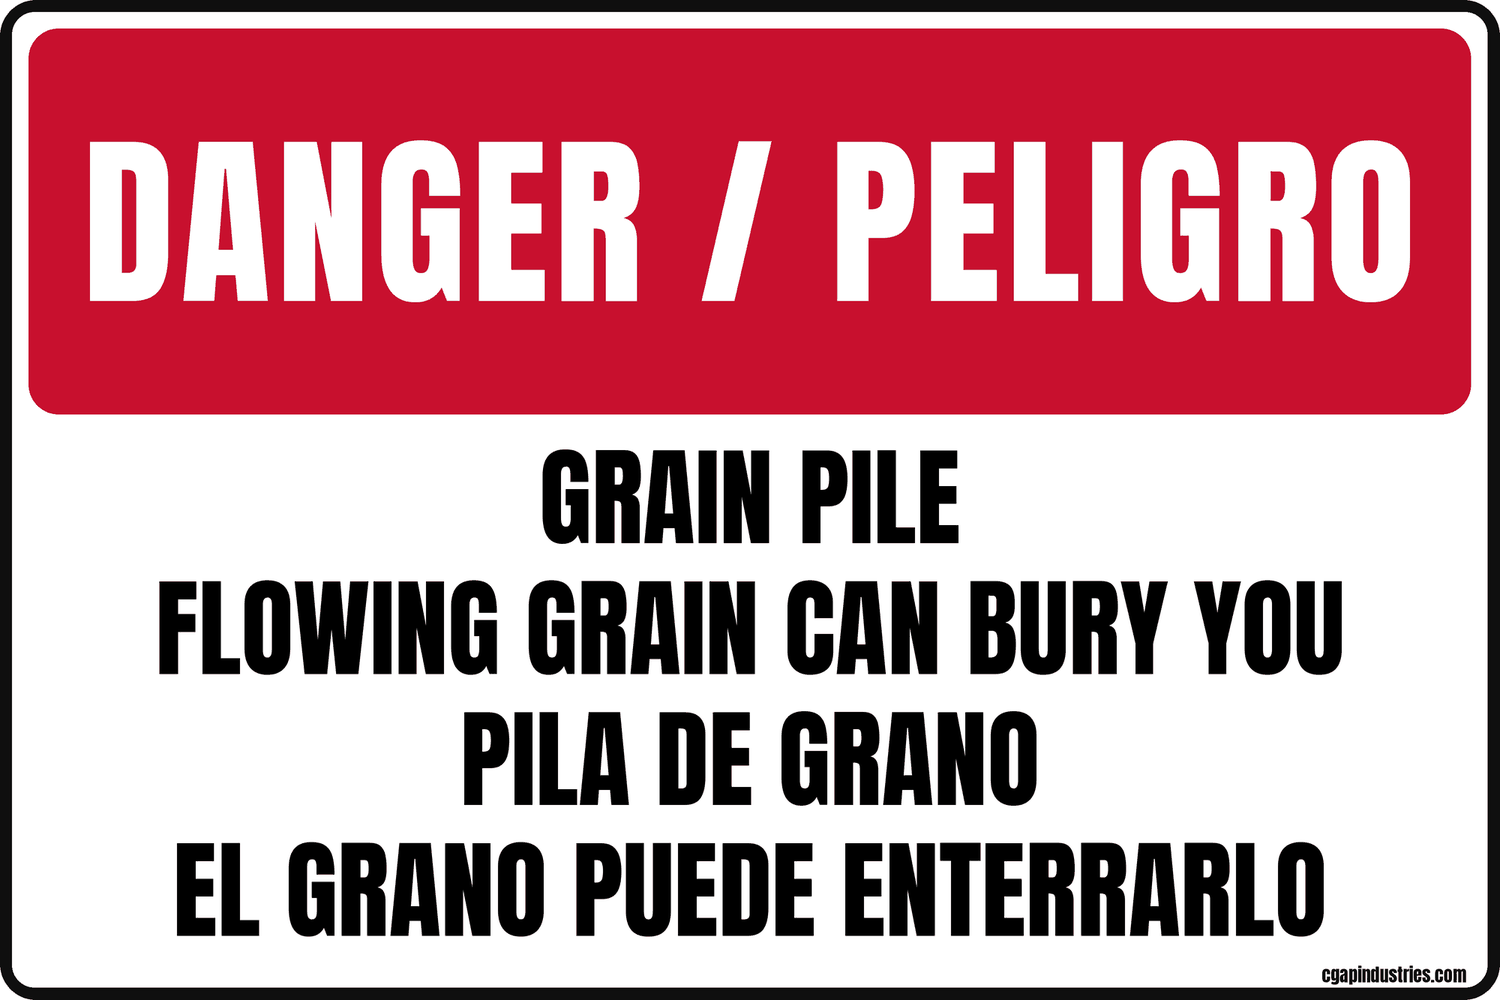 DANGER / PELIGRO
GRAIN PILE
FLOWING GRAIN CAN BURY YOU
PILA DE GRANO
EL GRANO PUEDE ENTERRARLO
cgapindustries.com